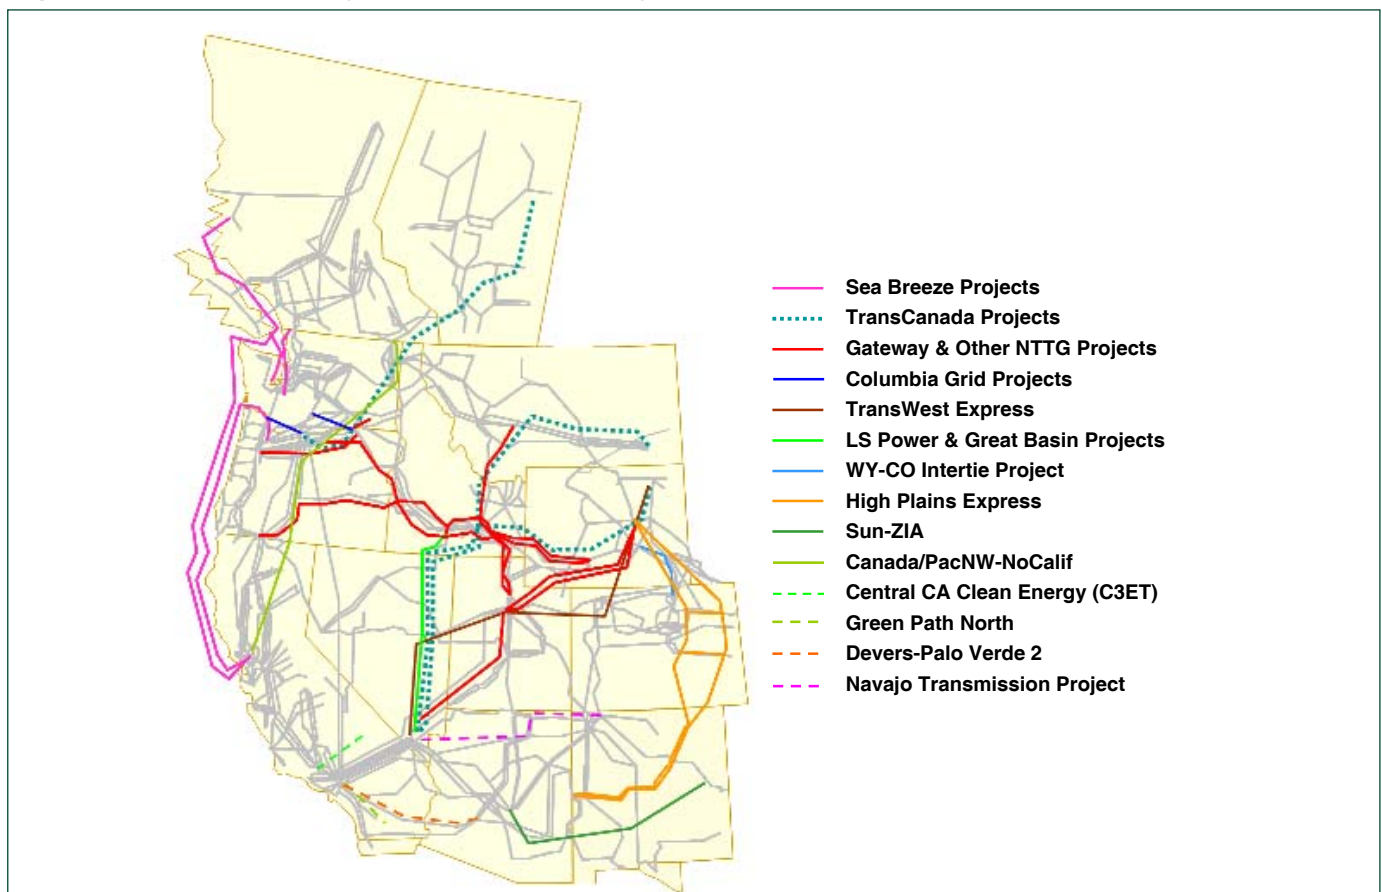 Sea Breeze Projects
TransCanada Projects
Gateway & Other NTTG Projects
Columbia Grid Projects
TransWest Express
LS Power & Great Basin Projects
WY-CO Intertie Project
High Plains Express
Sun-ZIA
Canada/PacNW-NoCalif
Central CA Clean Energy (C3ET)
Green Path North
Devers-Palo Verde 2
Navajo Transmission Project